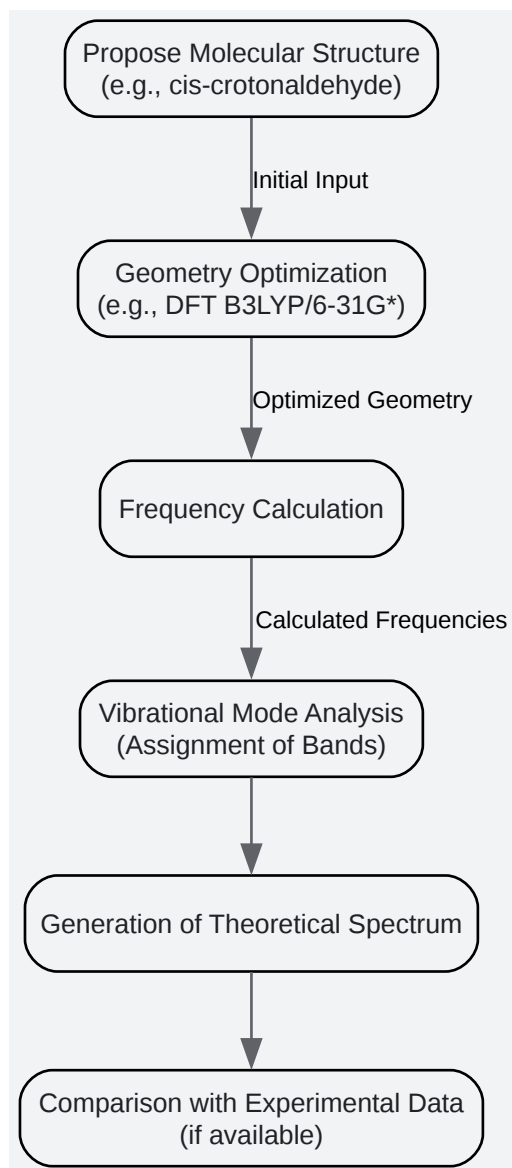 Propose Molecular Structure
(e.g., cis-crotonaldehyde)
Initial Input
Geometry Optimization
(e.g., DFT B3LYP/6-31G*)
Optimized Geometry
Frequency Calculation
Calculated Frequencies
Vibrational Mode Analysis
(Assignment of Bands)
Generation of Theoretical Spectrum
Comparison with Experimental Data
(if available)